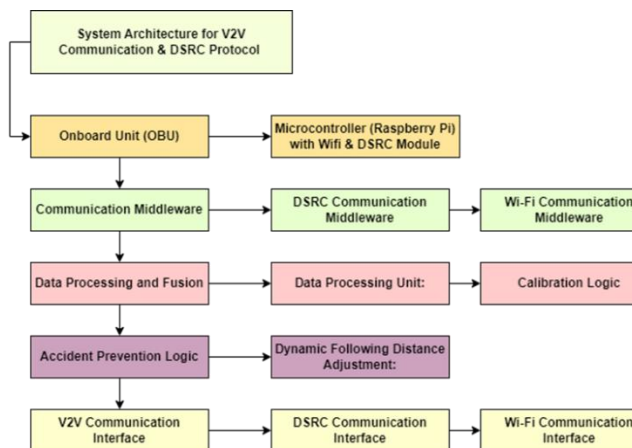 System Architecture for V2V
Communication & DSRC Protocol
Onboard Unit (OBU)
Microcontroller (Raspberry Pi)
with Wifi & DSRC Module
Communication Middleware
DSRC Communication
Middleware
Wi-Fi Communication
Middleware
Data Processing and Fusion
Data Processing Unit:
Calibration Logic
Accident Prevention Logic
Dynamic Following Distance
Adjustment:
V2V Communication
Interface
DSRC Communication
Interface
Wi-Fi Communication
Interface